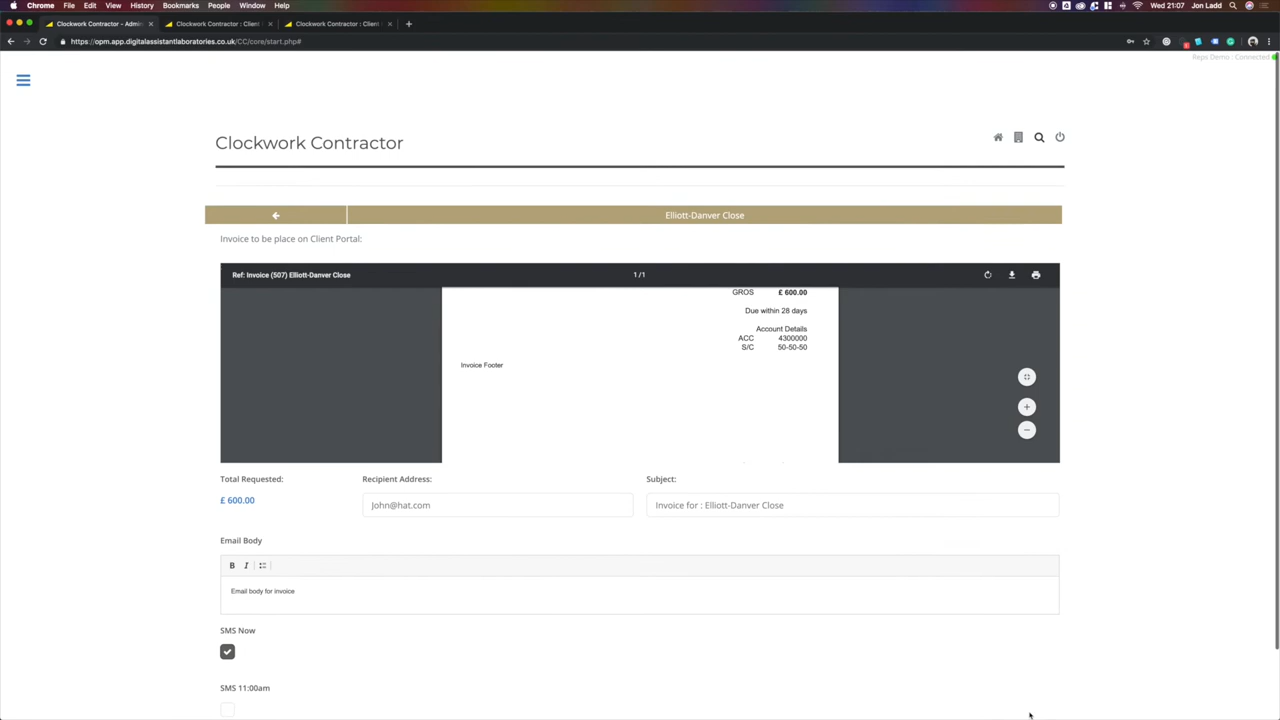 Chrome File Edit View History Bookmarks People Window Help Wed 21:07 Jon Ladd
Clockwork Contractor – Admin Clockwork Contractor : Client Clockwork Contractor : Client
https://opm.app.digitalassistantlaboratories.co.uk/CC/core/start.php#
Reps Demo : Connected
Clockwork Contractor
Elliott-Danver Close
Invoice to be place on Client Portal:
Ref: Invoice (507) Elliott-Danver Close 1 / 1
GROS £ 600.00
Due within 28 days
Account Details
ACC 4300000
S/C 50-50-50
Invoice Footer
Total Requested: Recipient Address: Subject:
£ 600.00 John@hat.com Invoice for : Elliott-Danver Close
Email Body
B I
Email body for invoice
SMS Now
SMS 11:00am